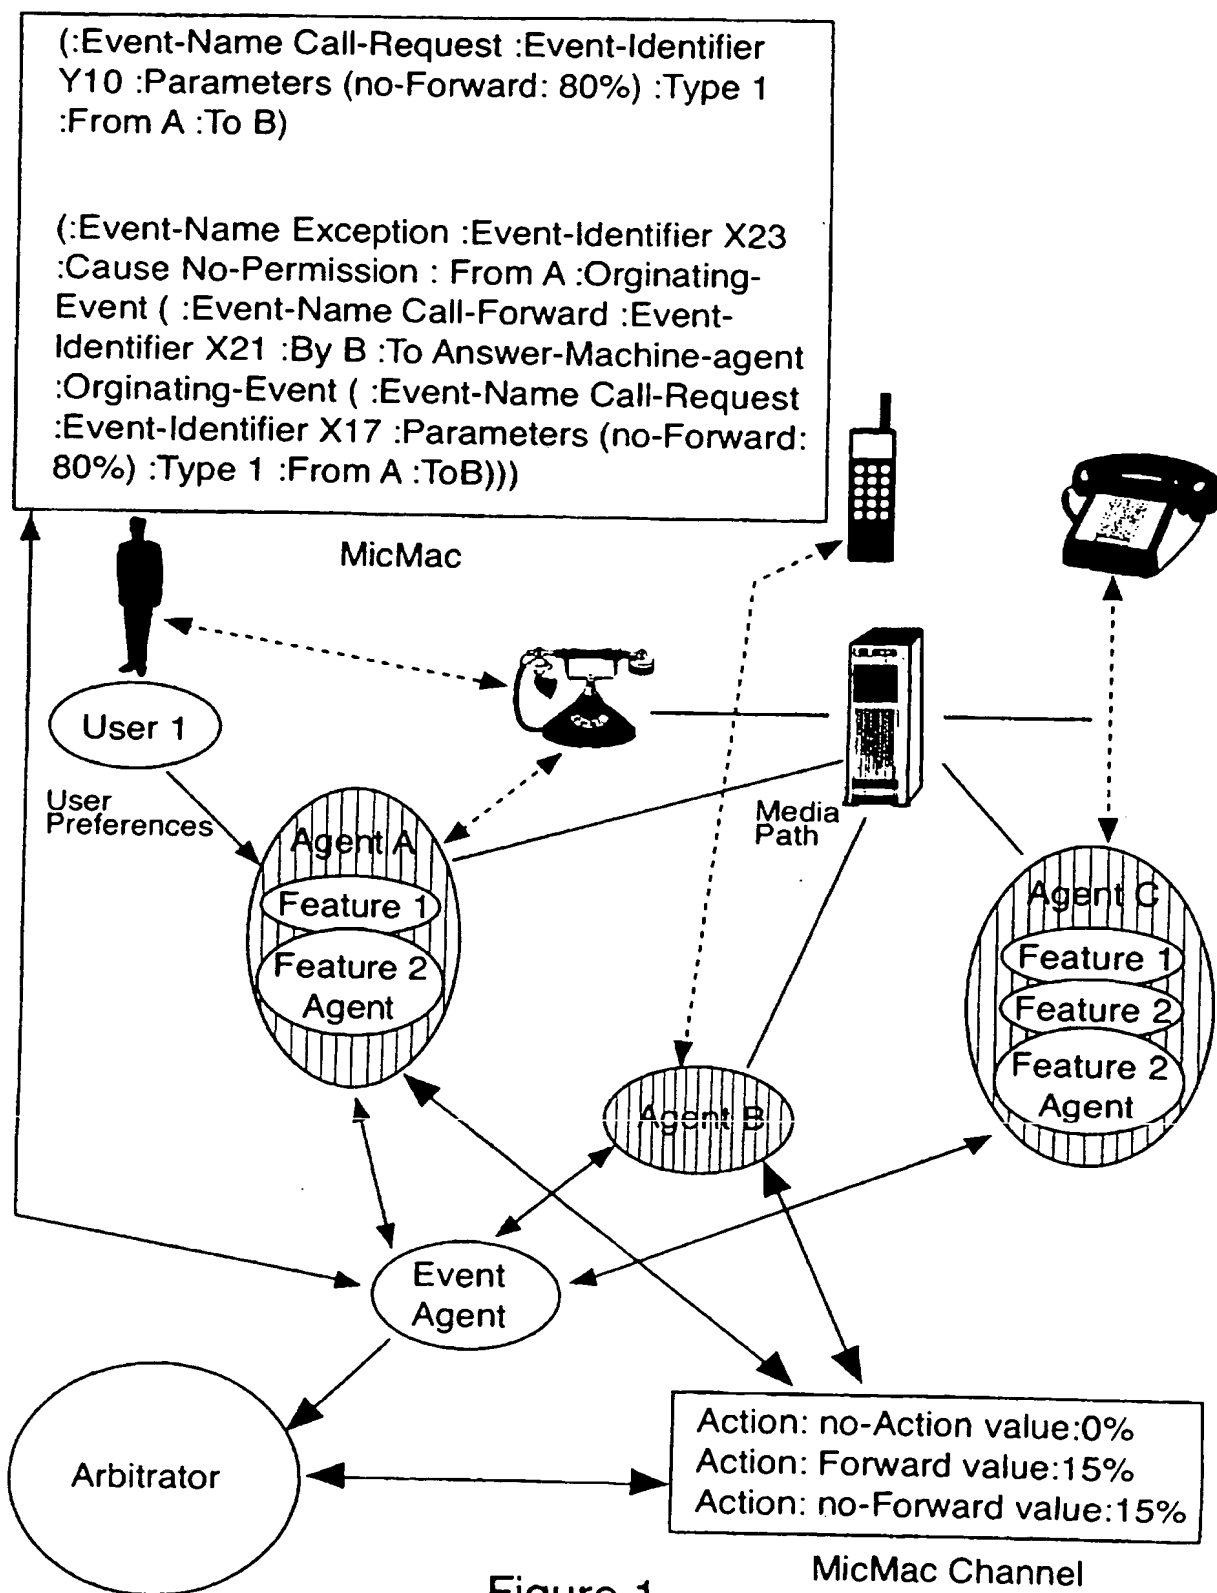 (:Event-Name Call-Request :Event-Identifier
Y10 :Parameters (no-Forward: 80%) :Type 1
:From A :To B)
(:Event-Name Exception :Event-Identifier X23
:Cause No-Permission : From A :Orginating-
Event ( :Event-Name Call-Forward :Event-
Identifier X21 :By B :To Answer-Machine-agent
:Orginating-Event ( :Event-Name Call-Request
:Event-Identifier X17 :Parameters (no-Forward:
80%) :Type 1 :From A :ToB)))
MicMac
User 1
User
Preferences
Media
Path
Agent A
Feature 1
Feature 2
Agent
Agent C
Feature 1
Feature 2
Feature 2
Agent
Agent B
Event
Agent
Arbitrator
Action: no-Action value:0%
Action: Forward value:15%
Action: no-Forward value:15%
MicMac Channel
Figure 1